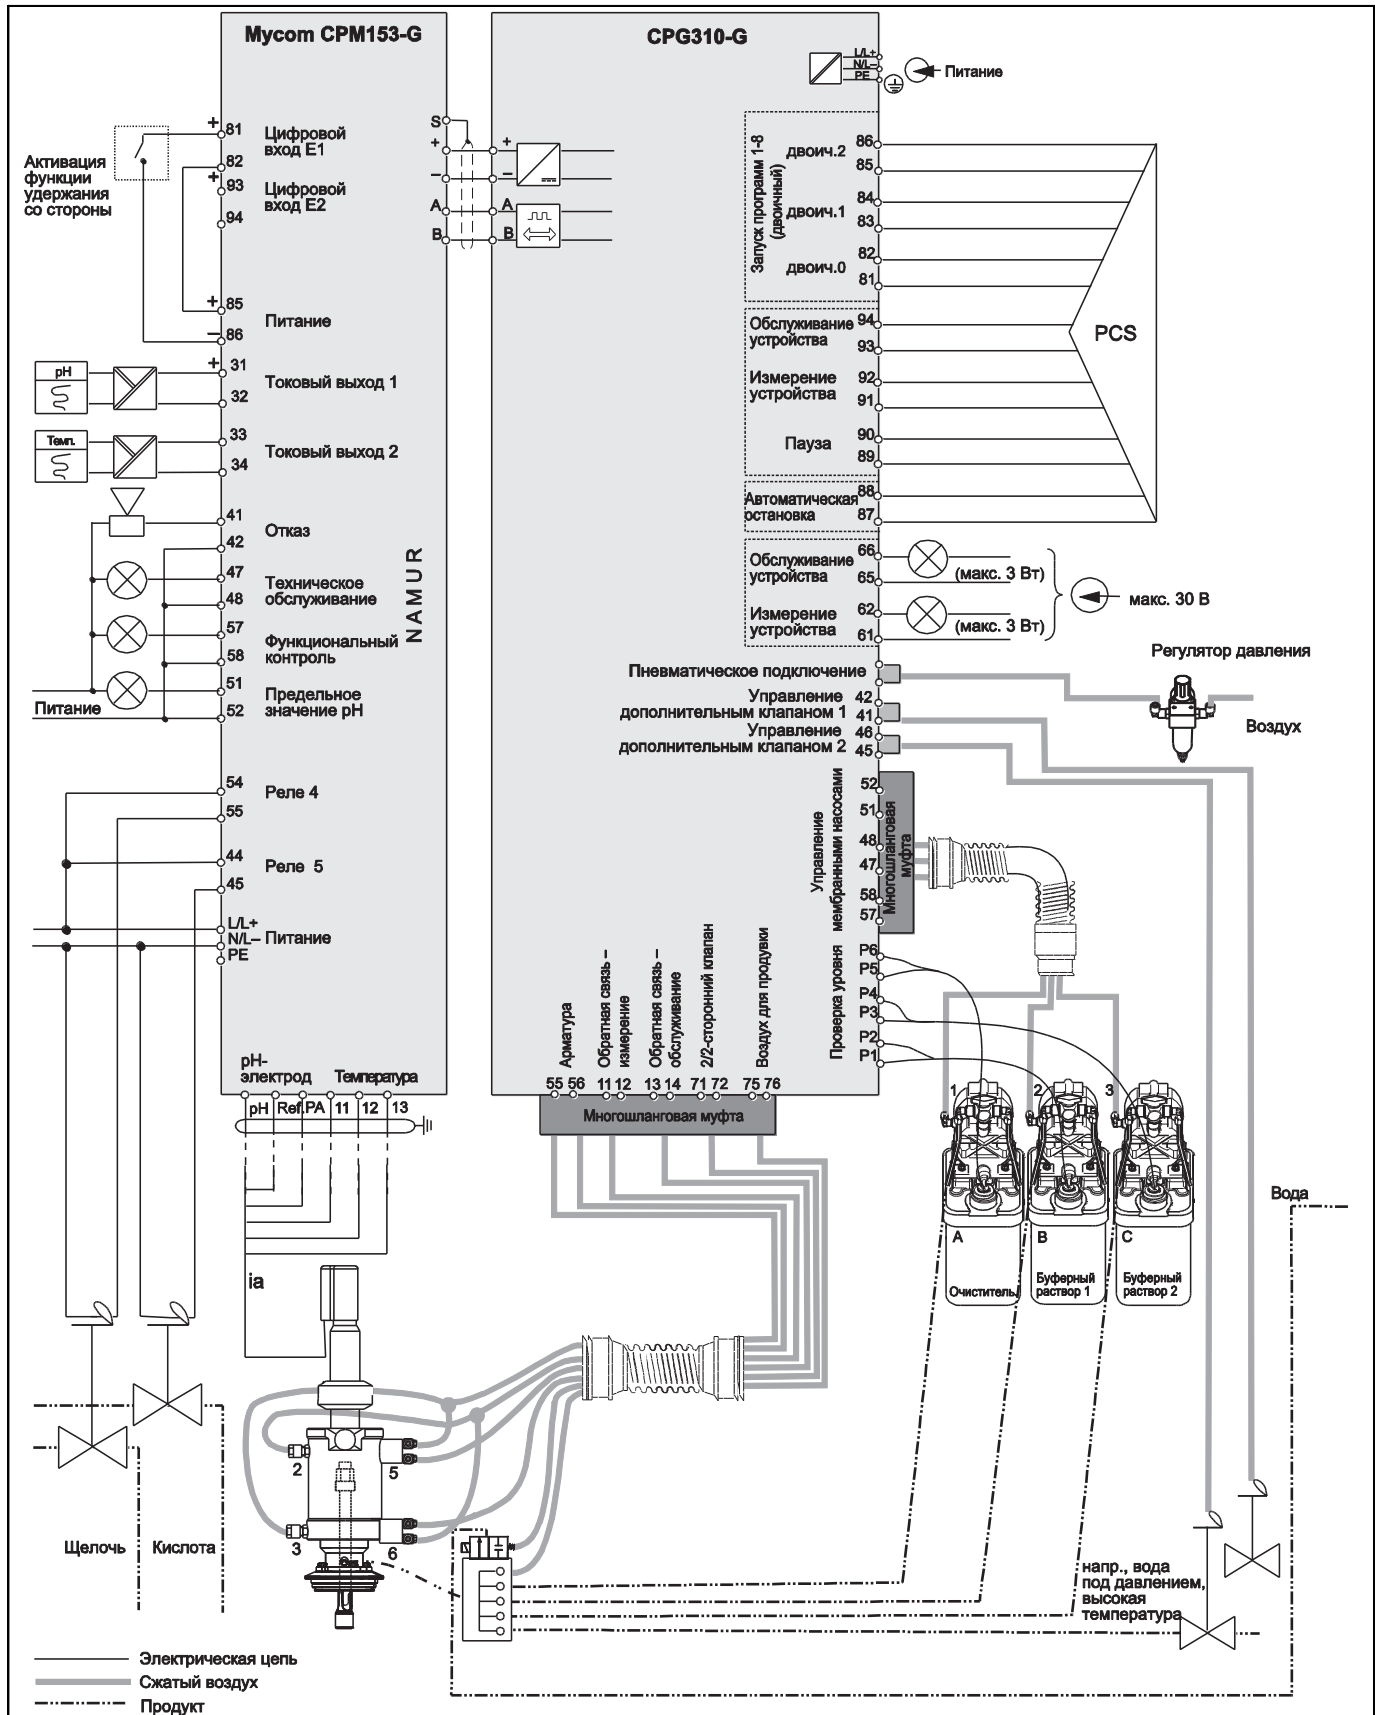 Mycom CPM153-G
CPG310-G
L/L+
N/L–
PE
Питание
Активация
функции
удержания
со стороны
+
81
Цифровой
вход E1
82
+
93
Цифровой
вход E2
94
+
85
Питание
–
86
S
+
–
A
B
+
–
A
B
Запуск программ 1-8
(двоичный)
двоич.2
86
85
двоич.1
84
83
двоич.0
82
81
Обслуживание
устройства
94
93
Измерение
устройства
92
91
Пауза
90
89
Автоматическая
остановка
88
87
PCS
pH
+
31
Токовый выход 1
32
Темп.
33
Токовый выход 2
34
41
Отказ
42
47
Техническое
обслуживание
48
57
Функциональный
контроль
58
51
Предельное
значение pH
52
Питание
NAMUR
Обслуживание
устройства
66
65
(макс. 3 Вт)
Измерение
устройства
62
61
(макс. 3 Вт)
макс. 30 В
Пневматическое подключение
Регулятор давления
Воздух
Управление
дополнительным клапаном 1
42
41
Управление
дополнительным клапаном 2
46
45
54
Реле 4
55
44
Реле 5
45
L/L+
N/L–
PE
Питание
Управление
мембранными насосами
52
51
48
47
58
57
Многошланговая
муфта
Проверка уровня
P6
P5
P4
P3
P2
P1
pH-
электрод
Температура
pH
Ref.
PA
11
12
13
Арматура
Обратная связь –
измерение
Обратная связь –
обслуживание
2/2-сторонний клапан
Воздух для продувки
55
56
11
12
13
14
71
72
75
76
Многошланговая муфта
1
2
3
A
B
C
Очиститель
Буферный
раствор 1
Буферный
раствор 2
Вода
ia
2
5
3
6
Щелочь
Кислота
напр., вода
под давлением,
высокая
температура
Электрическая цепь
Сжатый воздух
Продукт